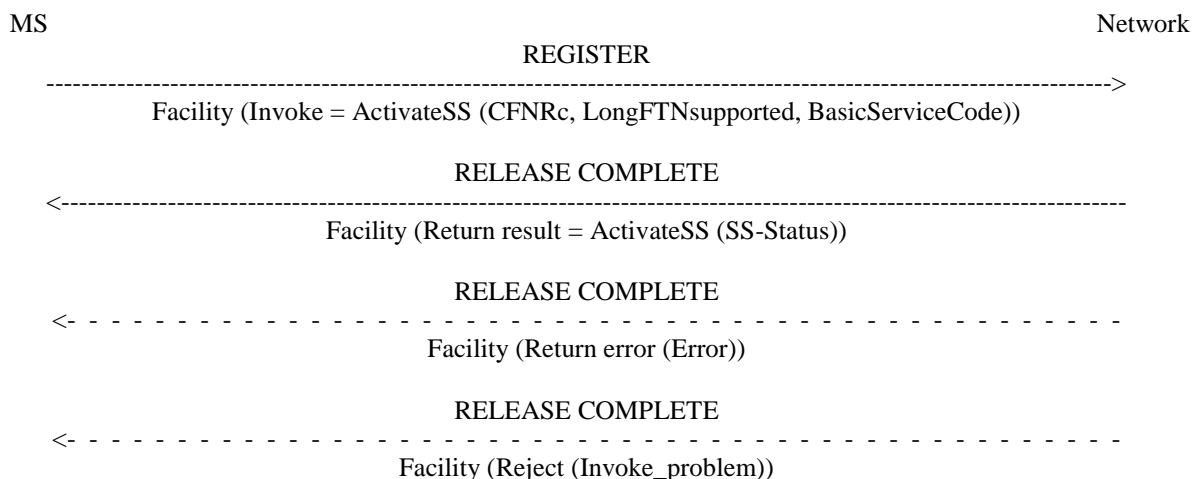 MS Network
REGISTER
Facility (Invoke = ActivateSS (CFNRc, LongFTNsupported, BasicServiceCode))
RELEASE COMPLETE
Facility (Return result = ActivateSS (SS-Status))
RELEASE COMPLETE
Facility (Return error (Error))
RELEASE COMPLETE
Facility (Reject (Invoke_problem))